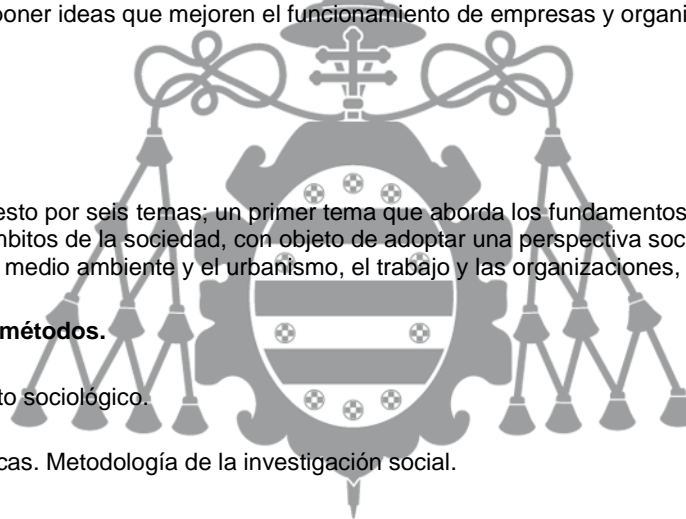 poner ideas que mejoren el funcionamiento de empresas y organi
esto por seis temas; un primer tema que aborda los fundamentos
mbitos de la sociedad, con objeto de adoptar una perspectiva soc
medio ambiente y el urbanismo, el trabajo y las organizaciones,
métodos.
to sociológico.
cas. Metodología de la investigación social.